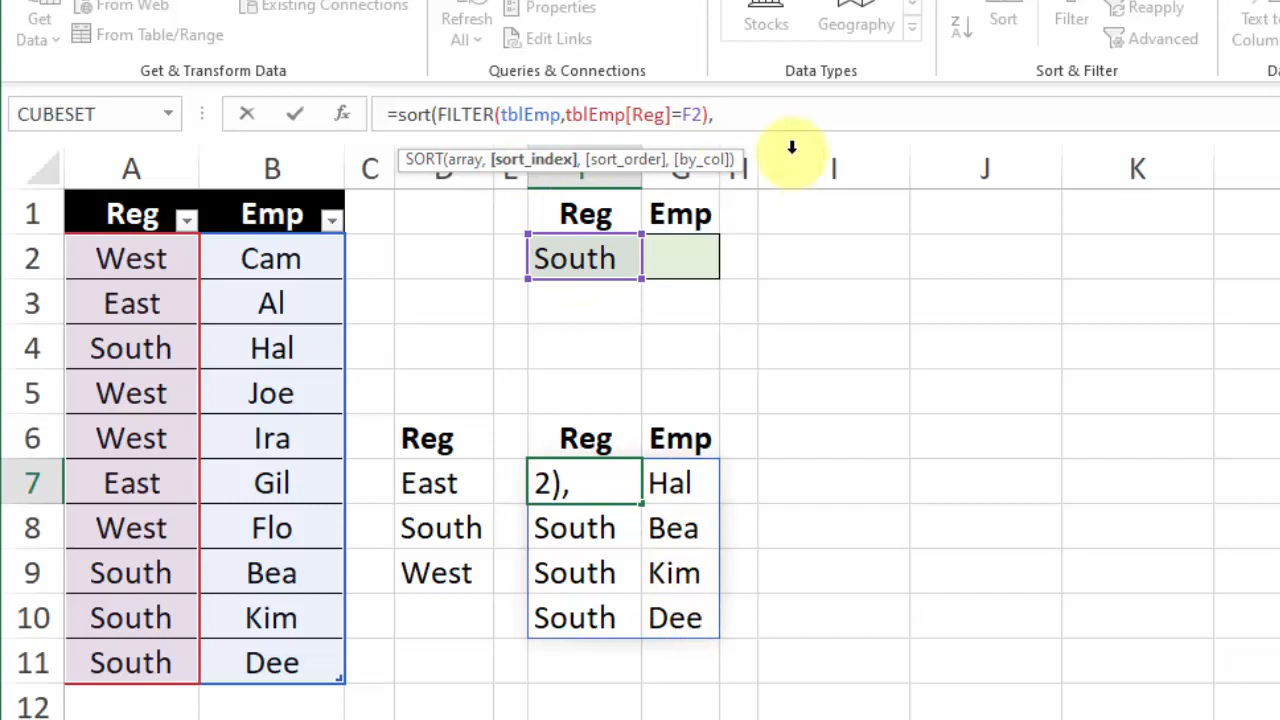 Get Data
From Web
From Table/Range
Existing Connections
Get & Transform Data
Refresh All
Properties
Edit Links
Queries & Connections
Stocks
Geography
Data Types
Z A
Sort
Filter
Reapply
Advanced
Sort & Filter
Text to
Colum
Da
CUBESET
fx
=sort(FILTER(tblEmp,tblEmp[Reg]=F2),
SORT(array, [sort_index], [sort_order], [by_col])
A B C D E F G H I J K
1 Reg Emp Reg Emp
2 West Cam South
3 East Al
4 South Hal
5 West Joe
6 West Ira Reg Reg Emp
7 East Gil East 2), Hal
8 West Flo South South Bea
9 South Bea West South Kim
10 South Kim South Dee
11 South Dee
12